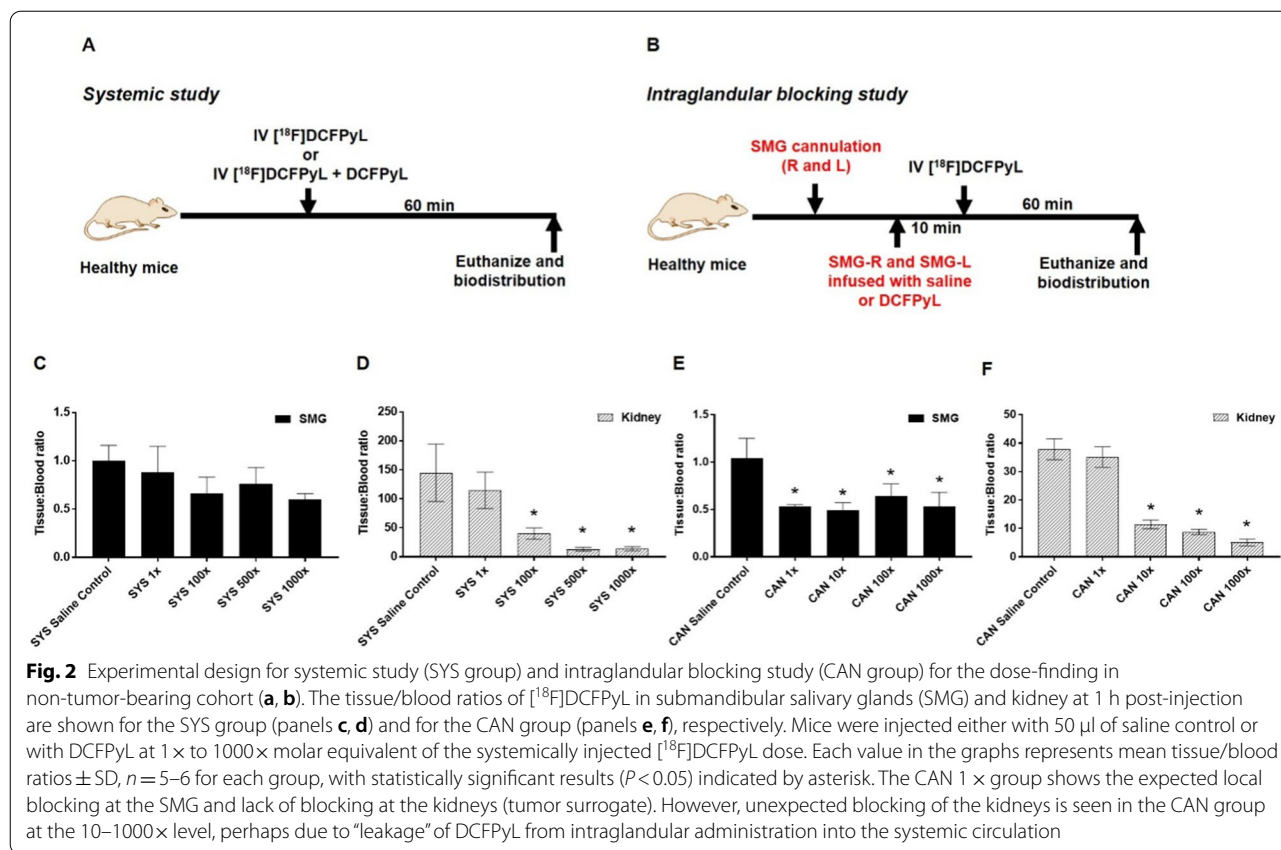 A
B
Systemic study
Intraglandular blocking study
IV [¹⁸F]DCFPyL
or
IV [¹⁸F]DCFPyL + DCFPyL
60 min
Healthy mice
Euthanize and
biodistribution
SMG cannulation
(R and L)
IV [¹⁸F]DCFPyL
60 min
10 min
Healthy mice
SMG-R and SMG-L
infused with saline
or DCFPyL
Euthanize and
biodistribution
C
Tissue:Blood ratio
1.5
1.0
0.5
0.0
SMG
SYS Saline Control
SYS 1x
SYS 100x
SYS 500x
SYS 1000x
D
Tissue:Blood ratio
250
200
150
100
50
0
Kidney
* * *
SYS Saline Control
SYS 1x
SYS 100x
SYS 500x
SYS 1000x
E
Tissue:Blood ratio
1.5
1.0
0.5
0.0
SMG
* * * *
CAN Saline Control
CAN 1x
CAN 10x
CAN 100x
CAN 1000x
F
Tissue:Blood ratio
50
40
30
20
10
0
Kidney
* * *
CAN Saline Control
CAN 1x
CAN 10x
CAN 100x
CAN 1000x
Fig. 2 Experimental design for systemic study (SYS group) and intraglandular blocking study (CAN group) for the dose-finding in
non-tumor-bearing cohort (a, b). The tissue/blood ratios of [¹⁸F]DCFPyL in submandibular salivary glands (SMG) and kidney at 1 h post-injection
are shown for the SYS group (panels c, d) and for the CAN group (panels e, f), respectively. Mice were injected either with 50 µl of saline control or
with DCFPyL at 1× to 1000× molar equivalent of the systemically injected [¹⁸F]DCFPyL dose. Each value in the graphs represents mean tissue/blood
ratios ± SD, n = 5–6 for each group, with statistically significant results (P < 0.05) indicated by asterisk. The CAN 1 × group shows the expected local
blocking at the SMG and lack of blocking at the kidneys (tumor surrogate). However, unexpected blocking of the kidneys is seen in the CAN group
at the 10–1000× level, perhaps due to “leakage” of DCFPyL from intraglandular administration into the systemic circulation